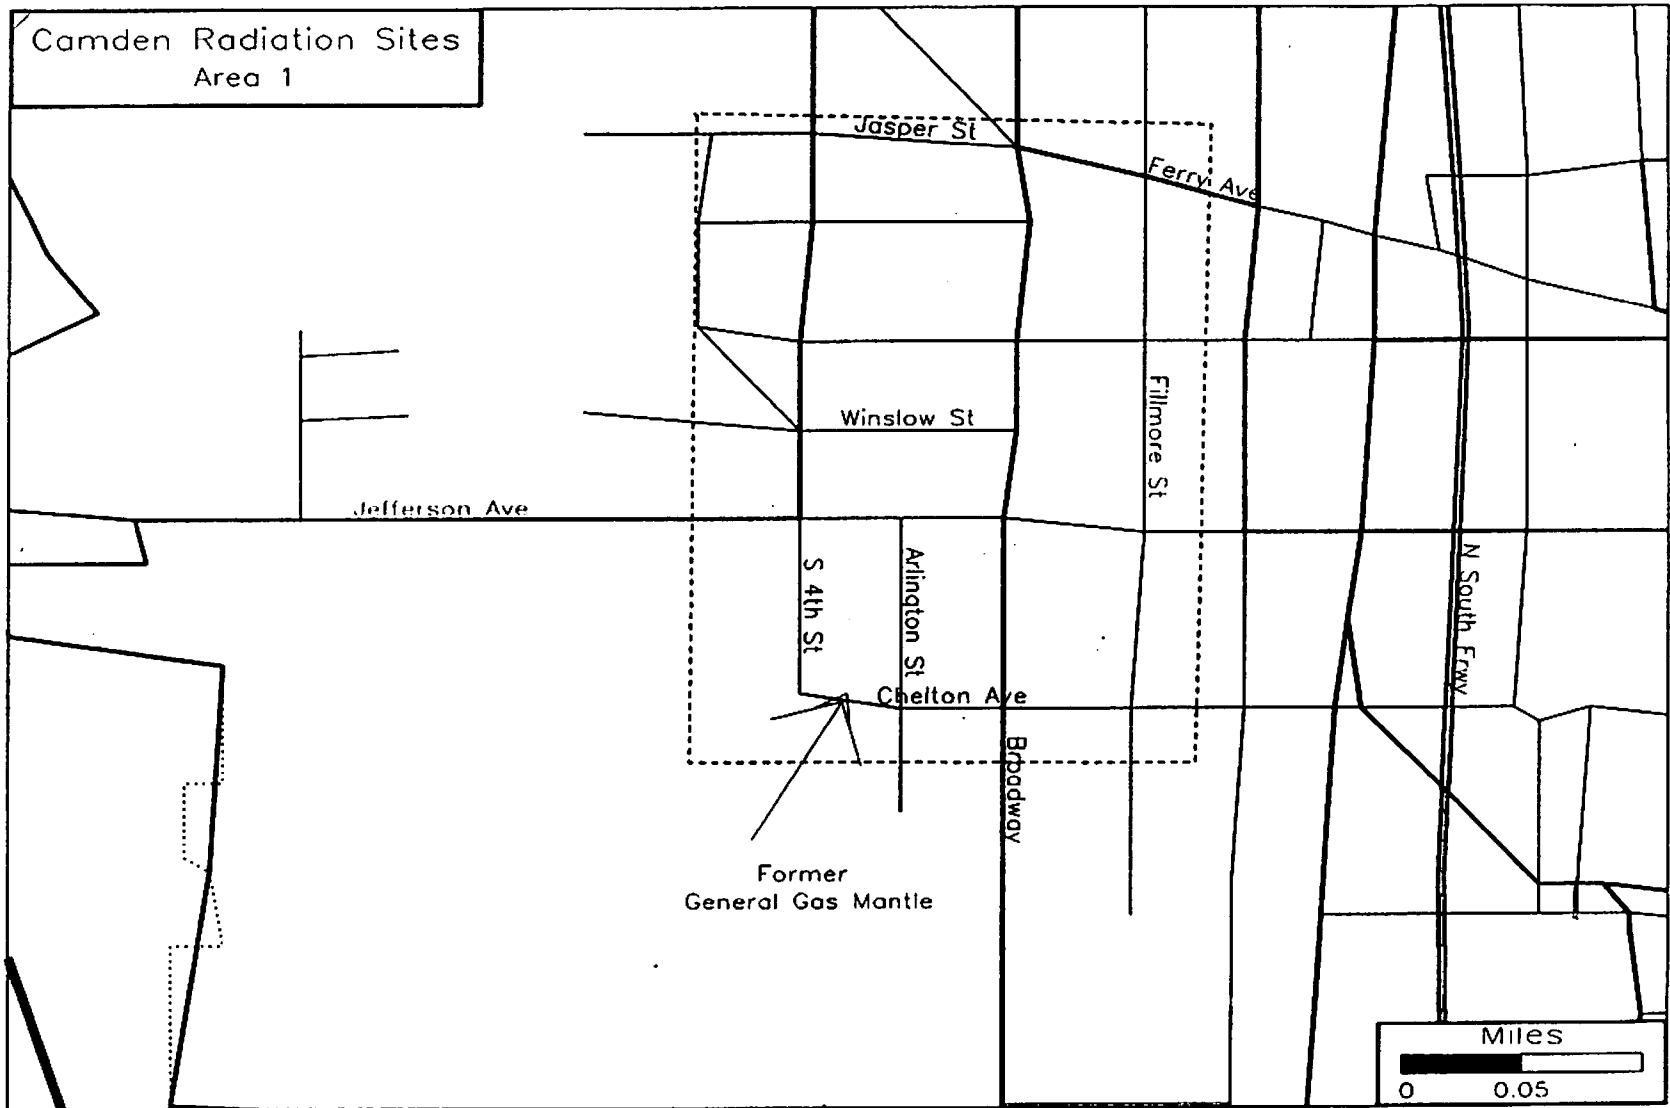 Camden Radiation Sites
Area 1
Jasper St
Ferry Ave
Fillmore St
Winslow St
Jefferson Ave
S 4th St
Arlington St
N South Frwy
Chelton Ave
Broadway
Former
General Gas Mantle
Miles
0 0.05